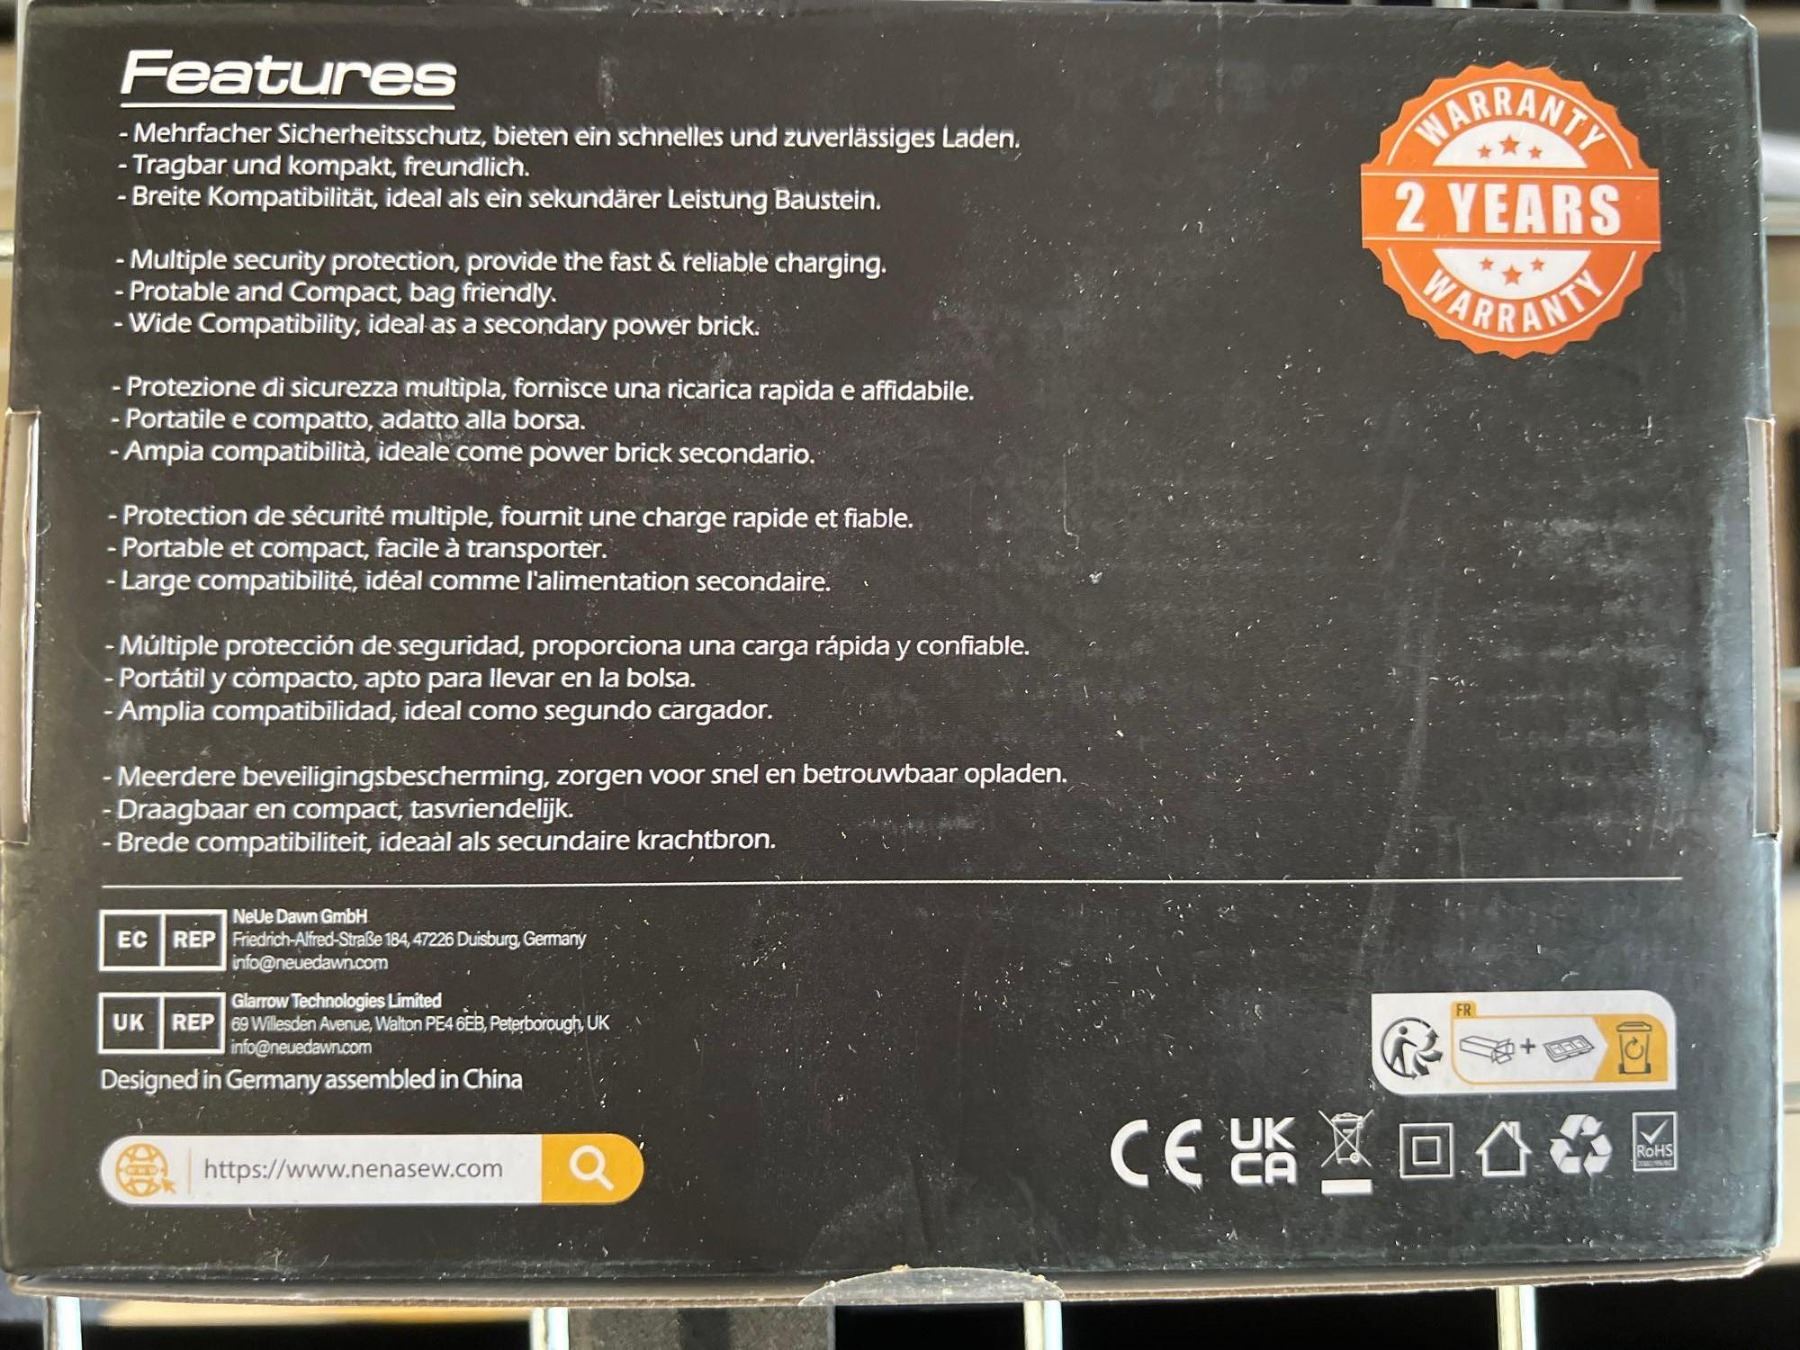 Features
- Mehrfacher Sicherheitsschutz, bieten ein schnelles und zuverlässiges Laden.
- Tragbar und kompakt, freundlich.
- Breite Kompatibilität, ideal als ein sekundärer Leistung Baustein.
- Multiple security protection, provide the fast & reliable charging.
- Protable and Compact, bag friendly.
- Wide Compatibility, ideal as a secondary power brick.
- Protezione di sicurezza multipla, fornisce una ricarica rapida e affidabile.
- Portatile e compatto, adatto alla borsa.
- Ampia compatibilità, ideale come power brick secondario.
- Protection de sécurité multiple, fournit une charge rapide et fiable.
- Portable et compact, facile à transporter.
- Large compatibilité, idéal comme l'alimentation secondaire.
- Múltiple protección de seguridad, proporciona una carga rápida y confiable.
- Portátil y compacto, apto para llevar en la bolsa.
- Amplia compatibilidad, ideal como segundo cargador.
- Meerdere beveiligingsbescherming, zorgen voor snel en betrouwbaar opladen.
- Draagbaar en compact, tasvriendelijk.
- Brede compatibiliteit, ideaal als secundaire krachtbron.
WARRANTY
2 YEARS
WARRANTY
EC REP
NeUe Dawn GmbH
Friedrich-Alfred-Straße 184, 47226 Duisburg, Germany
info@neuedawn.com
UK REP
Glarrow Technologies Limited
69 Willesden Avenue, Walton PE4 6EB, Peterborough, UK
info@neuedawn.com
Designed in Germany assembled in China
https://www.nenasew.com
FR
+
CE
UK
CA
RoHS